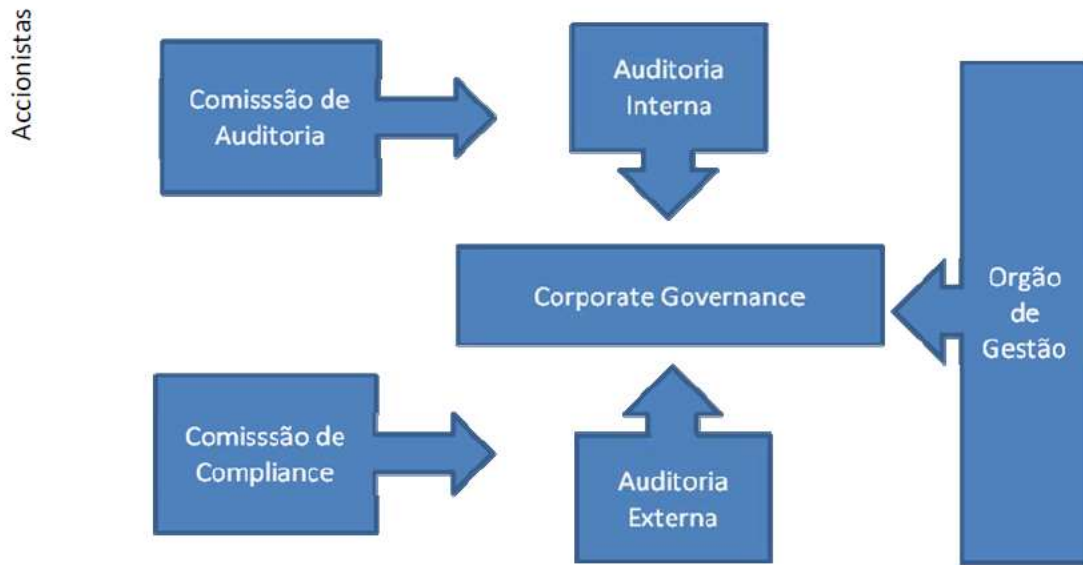 Accionistas
Comisssão de
Auditoria
Auditoria
Interna
Corporate Governance
Orgão
de
Gestão
Comisssão de
Compliance
Auditoria
Externa